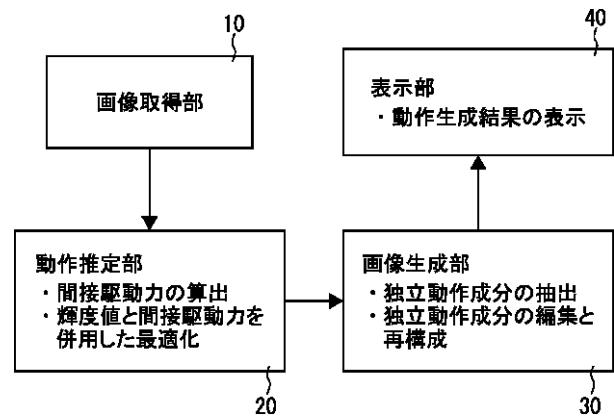 10
画像取得部
40
表示部
・動作生成結果の表示
動作推定部
・間接駆動力の算出
・輝度値と間接駆動力を
併用した最適化
20
画像生成部
・独立動作成分の抽出
・独立動作成分の編集と
再構成
30